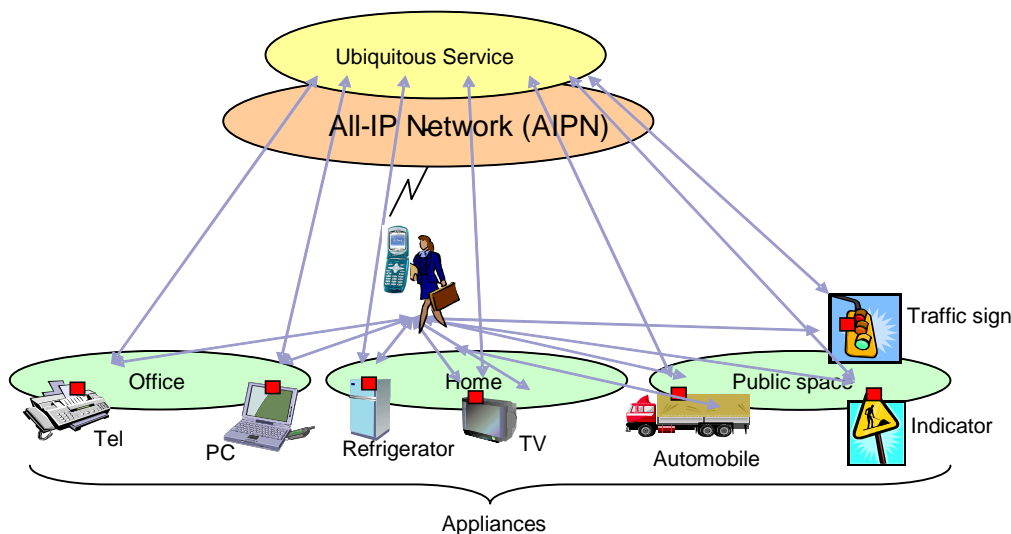 Ubiquitous Service
All-IP Network (AIPN)
Traffic sign
Office
Home
Public space
Tel
PC
Refrigerator
TV
Automobile
Indicator
Appliances